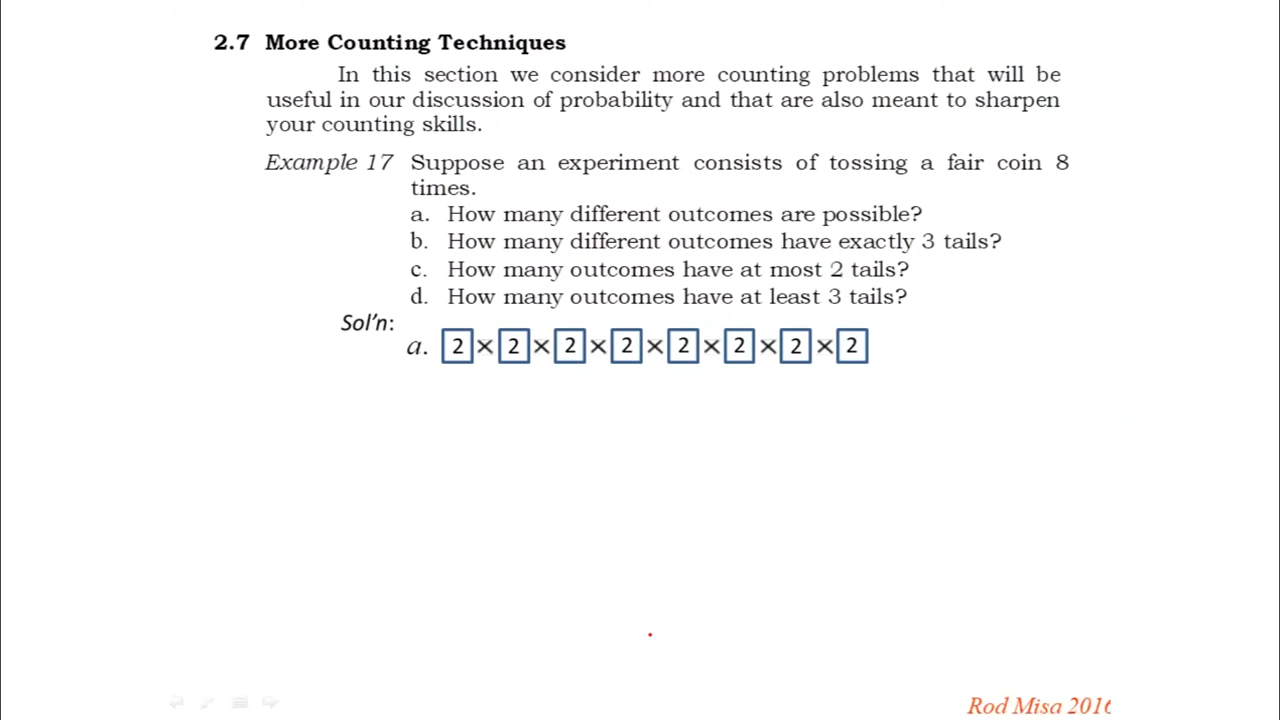 2.7 More Counting Techniques
In this section we consider more counting problems that will be
useful in our discussion of probability and that are also meant to sharpen
your counting skills.
Example 17 Suppose an experiment consists of tossing a fair coin 8
times.
a. How many different outcomes are possible?
b. How many different outcomes have exactly 3 tails?
c. How many outcomes have at most 2 tails?
d. How many outcomes have at least 3 tails?
Sol'n:
a. 2 × 2 × 2 × 2 × 2 × 2 × 2 × 2
Rod Misa 2016